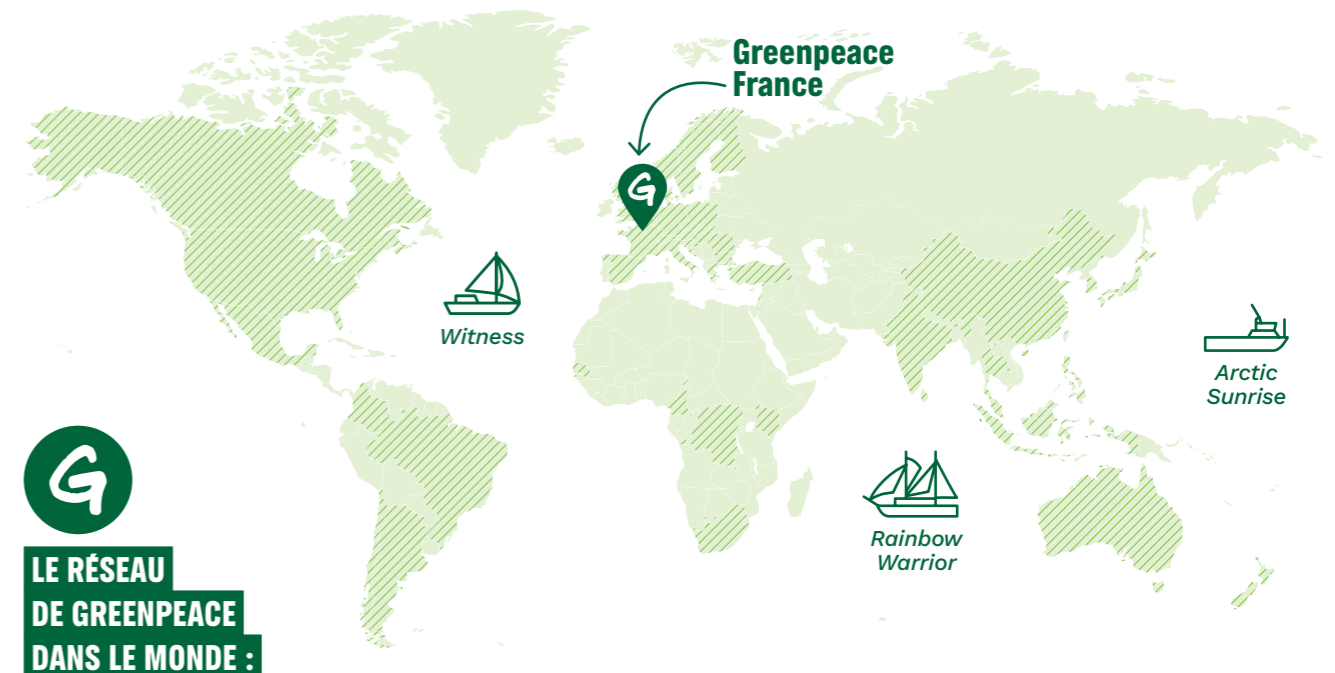 Greenpeace
France
G
Witness
Arctic
Sunrise
Rainbow
Warrior
G
LE RÉSEAU
DE GREENPEACE
DANS LE MONDE :